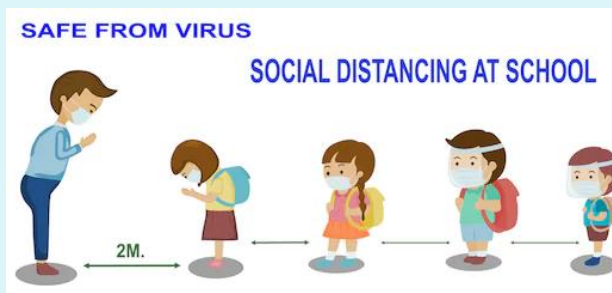 SAFE FROM VIRUS
SOCIAL DISTANCING AT SCHOOL
2M.